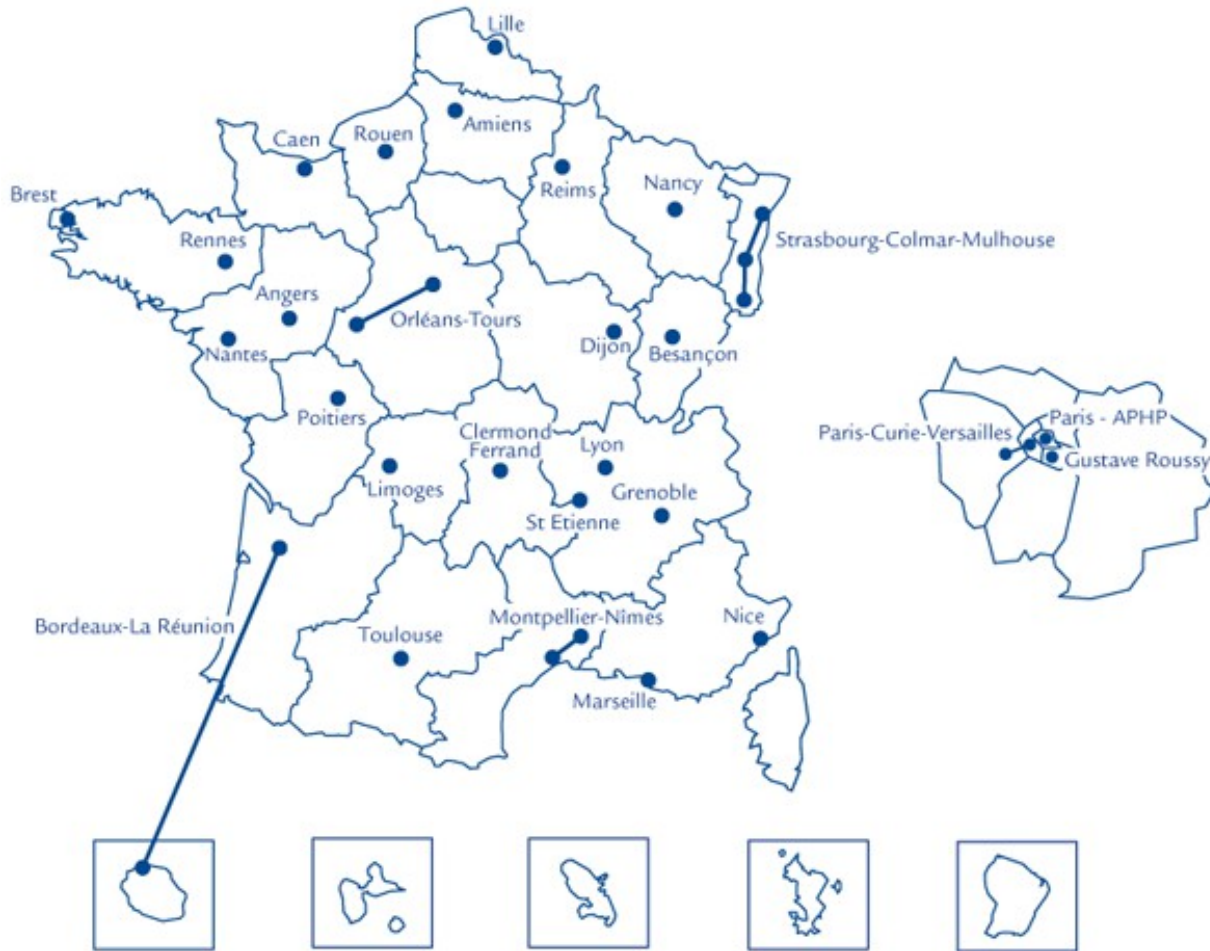 Lille
Amiens
Caen
Rouen
Reims
Nancy
Brest
Rennes
Strasbourg-Colmar-Mulhouse
Angers
Orléans-Tours
Nantes
Dijon
Besançon
Poitiers
Paris - APHP
Paris-Curie-Versailles
Gustave Roussy
Clermond
Ferrand
Lyon
Limoges
Grenoble
St Etienne
Bordeaux-La Réunion
Montpellier-Nîmes
Nice
Toulouse
Marseille